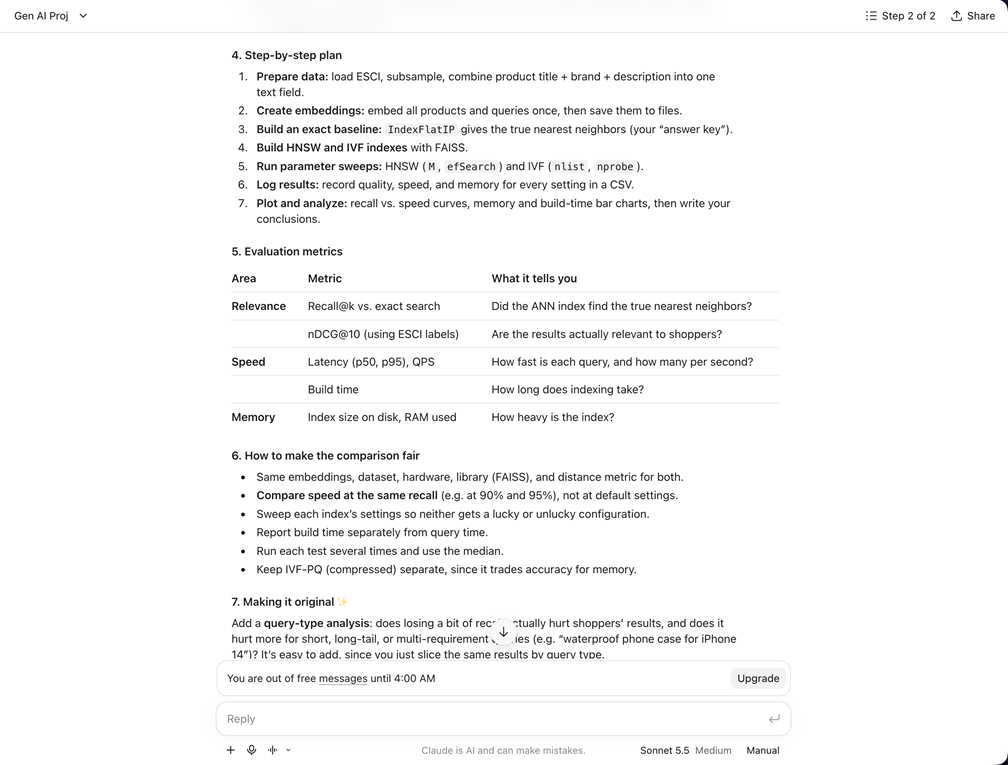 Gen AI Proj
Step 2 of 2
Share
4. Step-by-step plan
1. Prepare data: load ESCI, subsample, combine product title + brand + description into one
text field.
2. Create embeddings: embed all products and queries once, then save them to files.
3. Build an exact baseline: IndexFlatIP gives the true nearest neighbors (your “answer key”).
4. Build HNSW and IVF indexes with FAISS.
5. Run parameter sweeps: HNSW (M, efSearch) and IVF (nlist, nprobe).
6. Log results: record quality, speed, and memory for every setting in a CSV.
7. Plot and analyze: recall vs. speed curves, memory and build-time bar charts, then write your
conclusions.
5. Evaluation metrics
Area Metric What it tells you
Relevance Recall@k vs. exact search Did the ANN index find the true nearest neighbors?
nDCG@10 (using ESCI labels) Are the results actually relevant to shoppers?
Speed Latency (p50, p95), QPS How fast is each query, and how many per second?
Build time How long does indexing take?
Memory Index size on disk, RAM used How heavy is the index?
6. How to make the comparison fair
• Same embeddings, dataset, hardware, library (FAISS), and distance metric for both.
• Compare speed at the same recall (e.g. at 90% and 95%), not at default settings.
• Sweep each index’s settings so neither gets a lucky or unlucky configuration.
• Report build time separately from query time.
• Run each test several times and use the median.
• Keep IVF-PQ (compressed) separate, since it trades accuracy for memory.
7. Making it original ✨
Add a query-type analysis: does losing a bit of hurt shoppers’ results, and does it
hurt more for short, long-tail, or multi-requirement (e.g. “waterproof phone case for iPhone
14”)? It’s easy to add, since you just slice the same results by query type.
You are out of free messages until 4:00 AM
Upgrade
Reply
Claude is AI and can make mistakes.
Sonnet 5.5 Medium
Manual